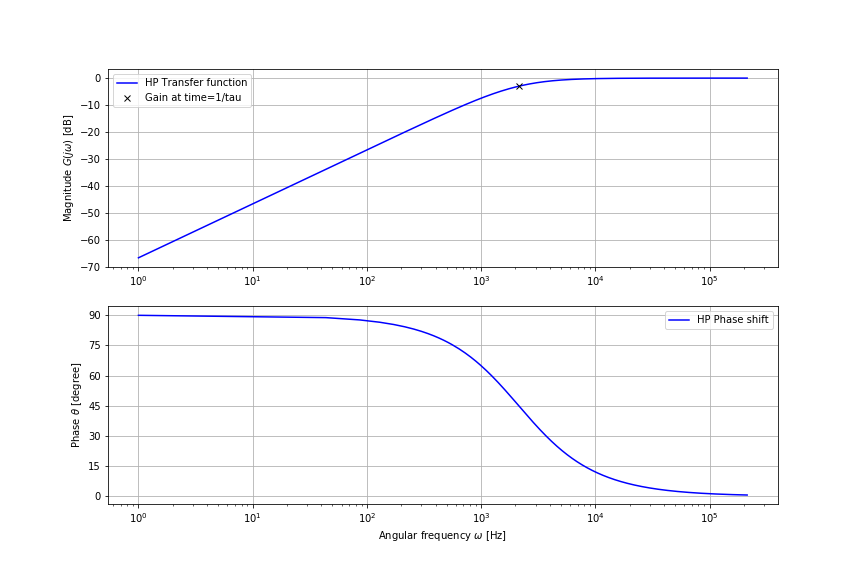 0
−10
−20
−30
−40
−50
−60
−70
Magnitude G(jω) [dB]
HP Transfer function
Gain at time=1/tau
10⁰ 10¹ 10² 10³ 10⁴ 10⁵
90
75
60
45
30
15
0
Phase θ [degree]
HP Phase shift
10⁰ 10¹ 10² 10³ 10⁴ 10⁵
Angular frequency ω [Hz]